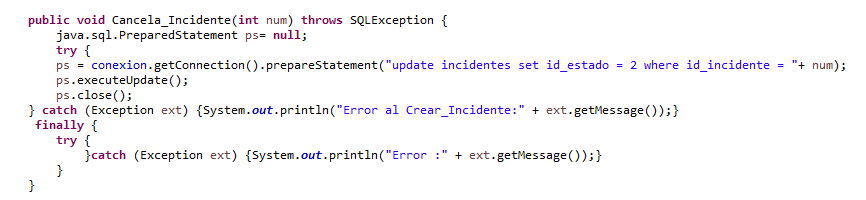 public void Cancela_Incidente(int num) throws SQLException {
java.sql.PreparedStatement ps= null;
try {
ps = conexion.getConnection().prepareStatement("update incidentes set id_estado = 2 where id_incidente = "+ num);
ps.executeUpdate();
ps.close();
} catch (Exception ext) {System.out.println("Error al Crear_Incidente:" + ext.getMessage());}
finally {
try {
}catch (Exception ext) {System.out.println("Error :" + ext.getMessage());}
}
}